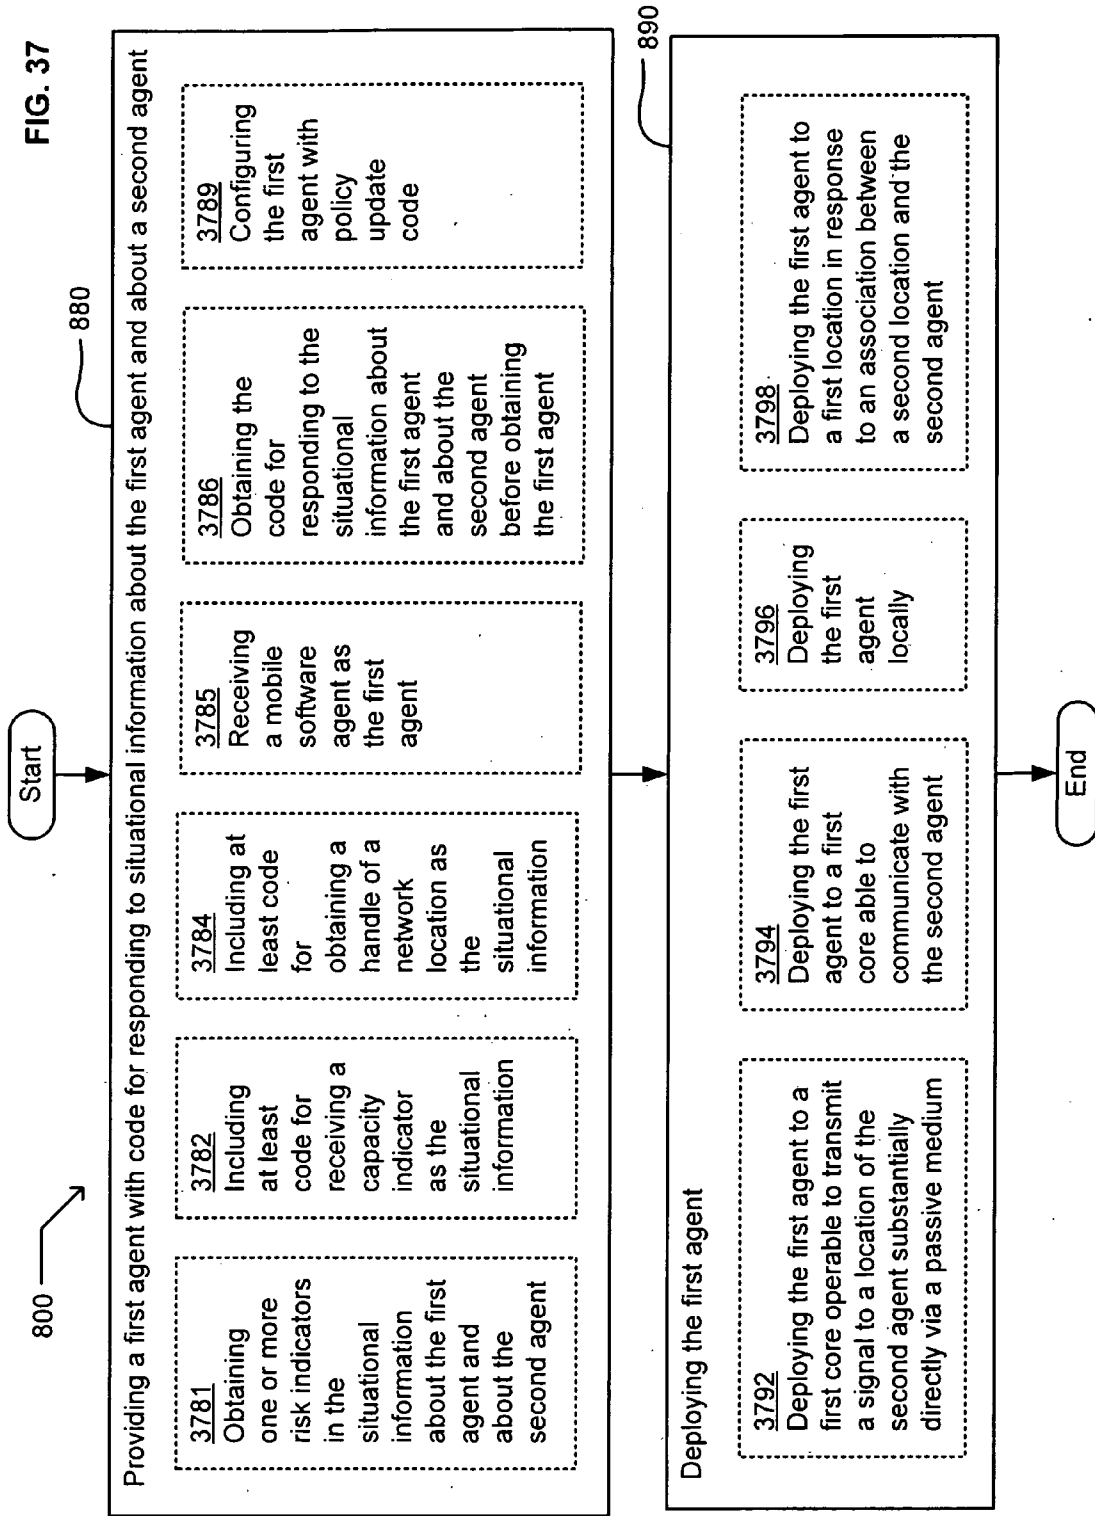 FIG. 37
800
Start
880
Providing a first agent with code for responding to situational information about the first agent and about a second agent
3781
Obtaining
one or more
risk indicators
in the
situational
information
about the first
agent and
about the
second agent
3782
Including
at least
code for
receiving a
capacity
indicator
as the
situational
information
3784
Including at
least code
for
obtaining a
handle of a
network
location as
the
situational
information
3785
Receiving
a mobile
software
agent as
the first
agent
3786
Obtaining the
code for
responding to the
situational
information about
the first agent
and about the
second agent
before obtaining
the first agent
3789
Configuring
the first
agent with
policy
update
code
890
Deploying the first agent
3792
Deploying the first agent to a
first core operable to transmit
a signal to a location of the
second agent substantially
directly via a passive medium
3794
Deploying the first
agent to a first
core able to
communicate with
the second agent
3796
Deploying
the first
agent
locally
3798
Deploying the first agent to
a first location in response
to an association between
a second location and the
second agent
End